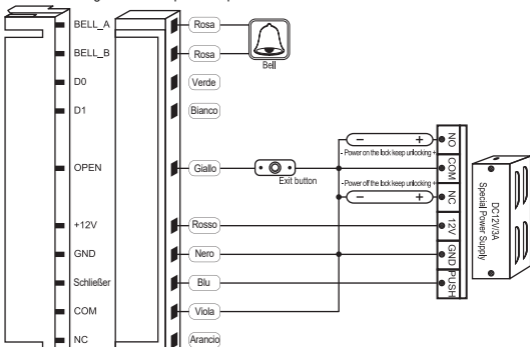 BELL_A
Rosa
BELL_B
Rosa
Bell
D0
Verde
D1
Bianco
OPEN
Giallo
Exit button
+12V
Rosso
GND
Nero
Schließer
Blu
COM
Viola
NC
Arancio
- +
- Power on the lock keep unlocking +
- Power off the lock keep unlocking +
- +
NO
COM
NC
12V
GND
PUSH
DC12V/3A
Special Power Supply